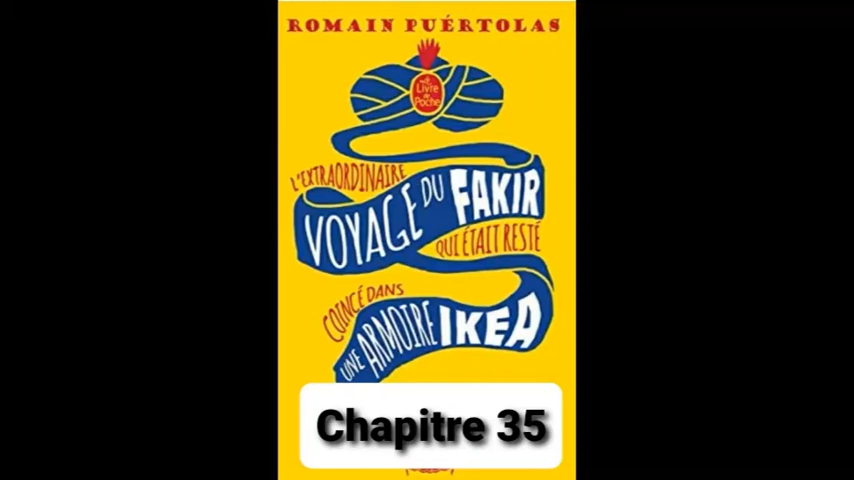 ROMAIN PUÉRTOLAS
Le
Livre
de
Poche
L'EXTRAORDINAIRE
VOYAGE DU FAKIR
QUI ÉTAIT RESTÉ
COINCÉ DANS
UNE ARMOIRE IKEA
Chapitre 35